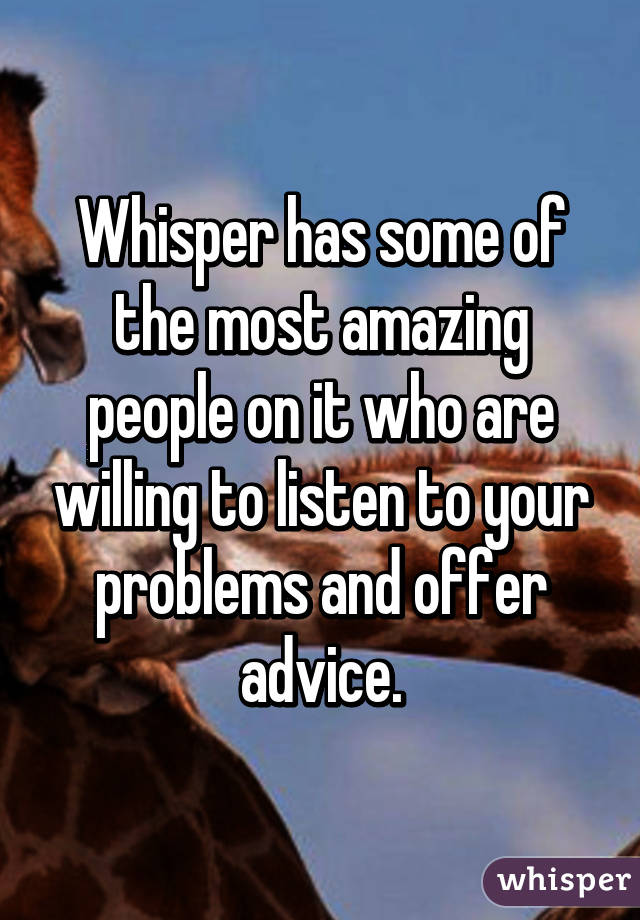 Whisper has some of
the most amazing
people on it who are
willing to listen to your
problems and offer
advice.
whisper